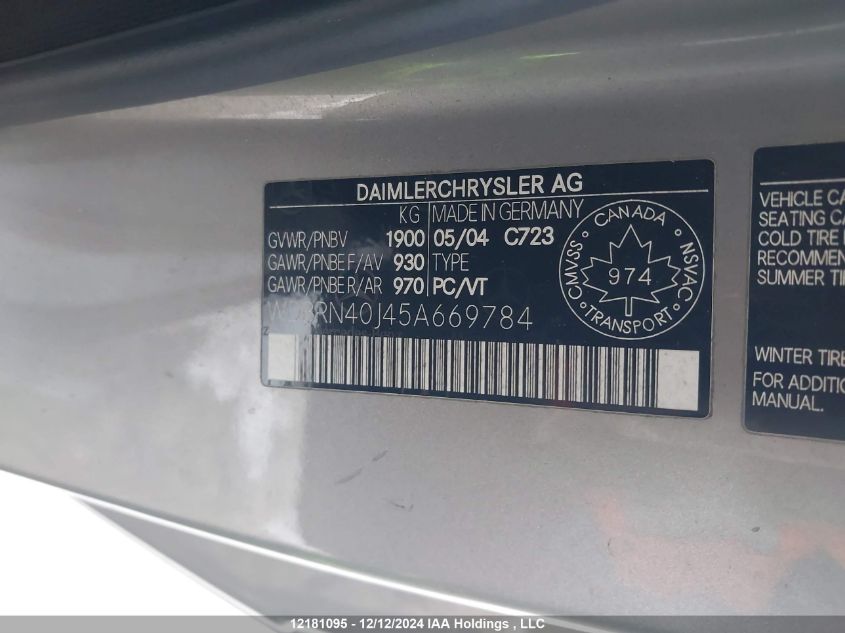 DAIMLERCHRYSLER AG
KG MADE IN GERMANY
GVWR/PNBV 1900 05/04 C723
GAWR/PNBE F/AV 930 TYPE
GAWR/PNBE R/AR 970 PC/VT
WDBRN40J45A669784
CANADA
CMVSS NSVAC
974
TRANSPORT
VEHICLE CA
SEATING CA
COLD TIRE
RECOMMEN
SUMMER TI
WINTER TIRE
FOR ADDITIO
MANUAL.
12181095 - 12/12/2024 IAA Holdings, LLC